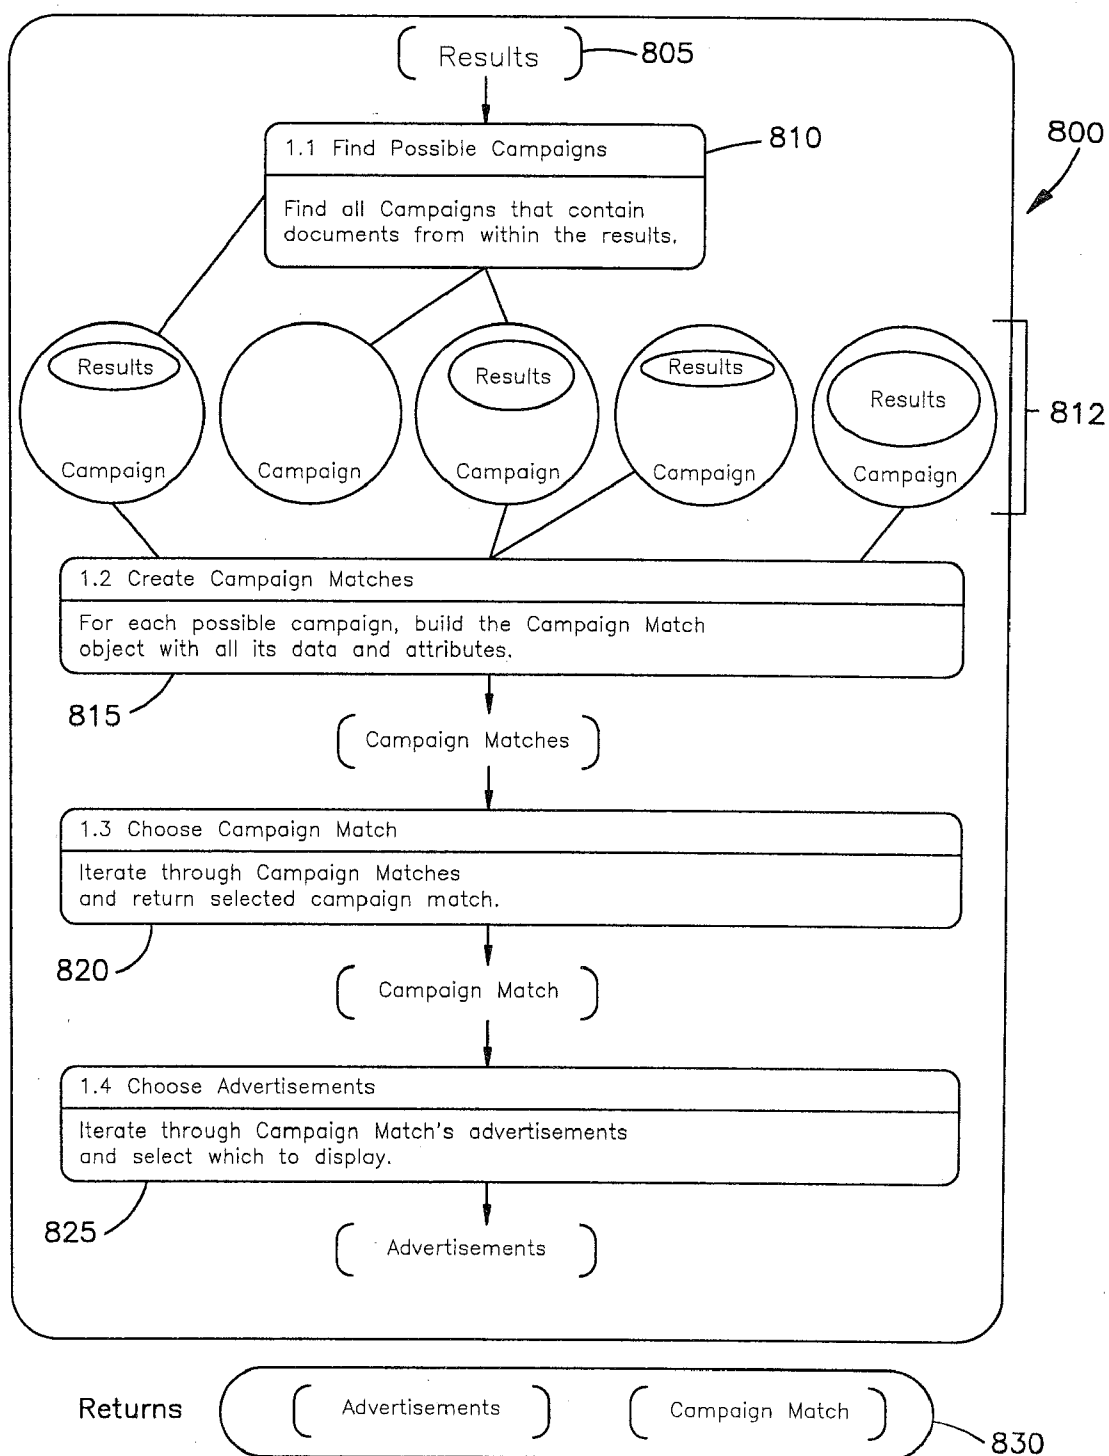 Results
805
1.1 Find Possible Campaigns
810
800
Find all Campaigns that contain
documents from within the results.
Results
Results
Results
Results
812
Campaign
Campaign
Campaign
Campaign
Campaign
1.2 Create Campaign Matches
For each possible campaign, build the Campaign Match
object with all its data and attributes.
815
Campaign Matches
1.3 Choose Campaign Match
Iterate through Campaign Matches
and return selected campaign match.
820
Campaign Match
1.4 Choose Advertisements
Iterate through Campaign Match's advertisements
and select which to display.
825
Advertisements
Returns
Advertisements
Campaign Match
830